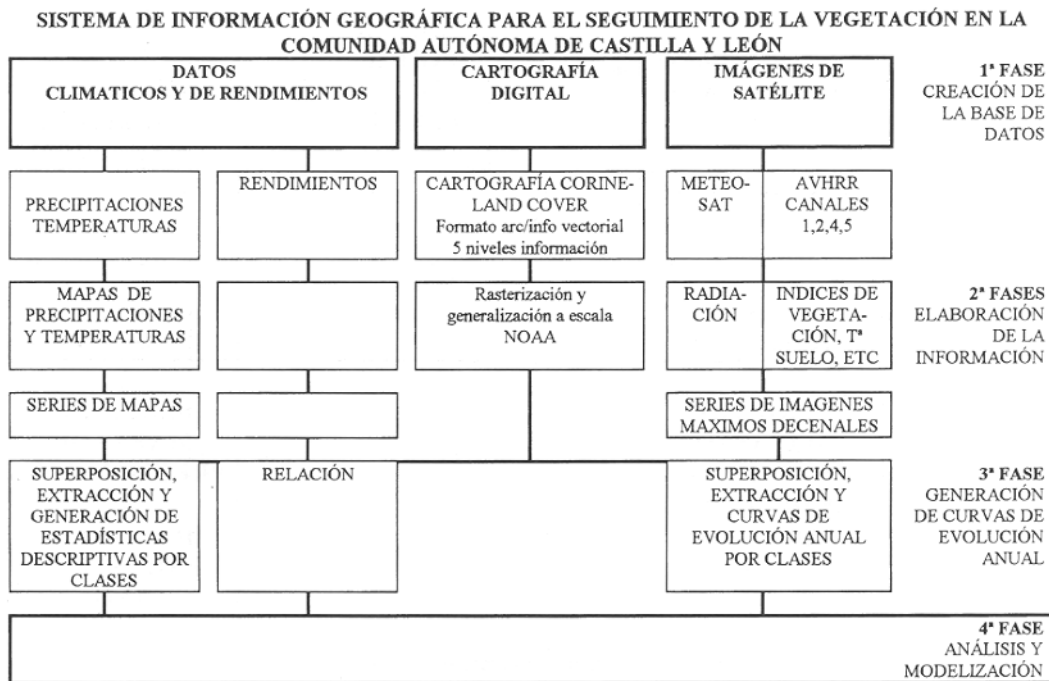 SISTEMA DE INFORMACIÓN GEOGRÁFICA PARA EL SEGUIMIENTO DE LA VEGETACIÓN EN LA
COMUNIDAD AUTÓNOMA DE CASTILLA Y LEÓN
DATOS
CLIMATICOS Y DE RENDIMIENTOS
CARTOGRAFÍA
DIGITAL
IMÁGENES DE
SATÉLITE
1ª FASE
CREACIÓN DE
LA BASE DE
DATOS
PRECIPITACIONES
TEMPERATURAS
RENDIMIENTOS
CARTOGRAFÍA CORINE-
LAND COVER
Formato arc/info vectorial
5 niveles información
METEO-
SAT
AVHRR
CANALES
1,2,4,5
MAPAS DE
PRECIPITACIONES
Y TEMPERATURAS
Rasterización y
generalización a escala
NOAA
RADIA-
CIÓN
INDICES DE
VEGETA-
CIÓN, Tª
SUELO, ETC
2ª FASES
ELABORACIÓN
DE LA
INFORMACIÓN
SERIES DE MAPAS
SERIES DE IMAGENES
MAXIMOS DECENALES
SUPERPOSICIÓN,
EXTRACCIÓN Y
GENERACIÓN DE
ESTADÍSTICAS
DESCRIPTIVAS POR
CLASES
RELACIÓN
SUPERPOSICIÓN,
EXTRACCIÓN Y
CURVAS DE
EVOLUCIÓN ANUAL
POR CLASES
3ª FASE
GENERACIÓN
DE CURVAS DE
EVOLUCIÓN
ANUAL
4ª FASE
ANÁLISIS Y
MODELIZACIÓN